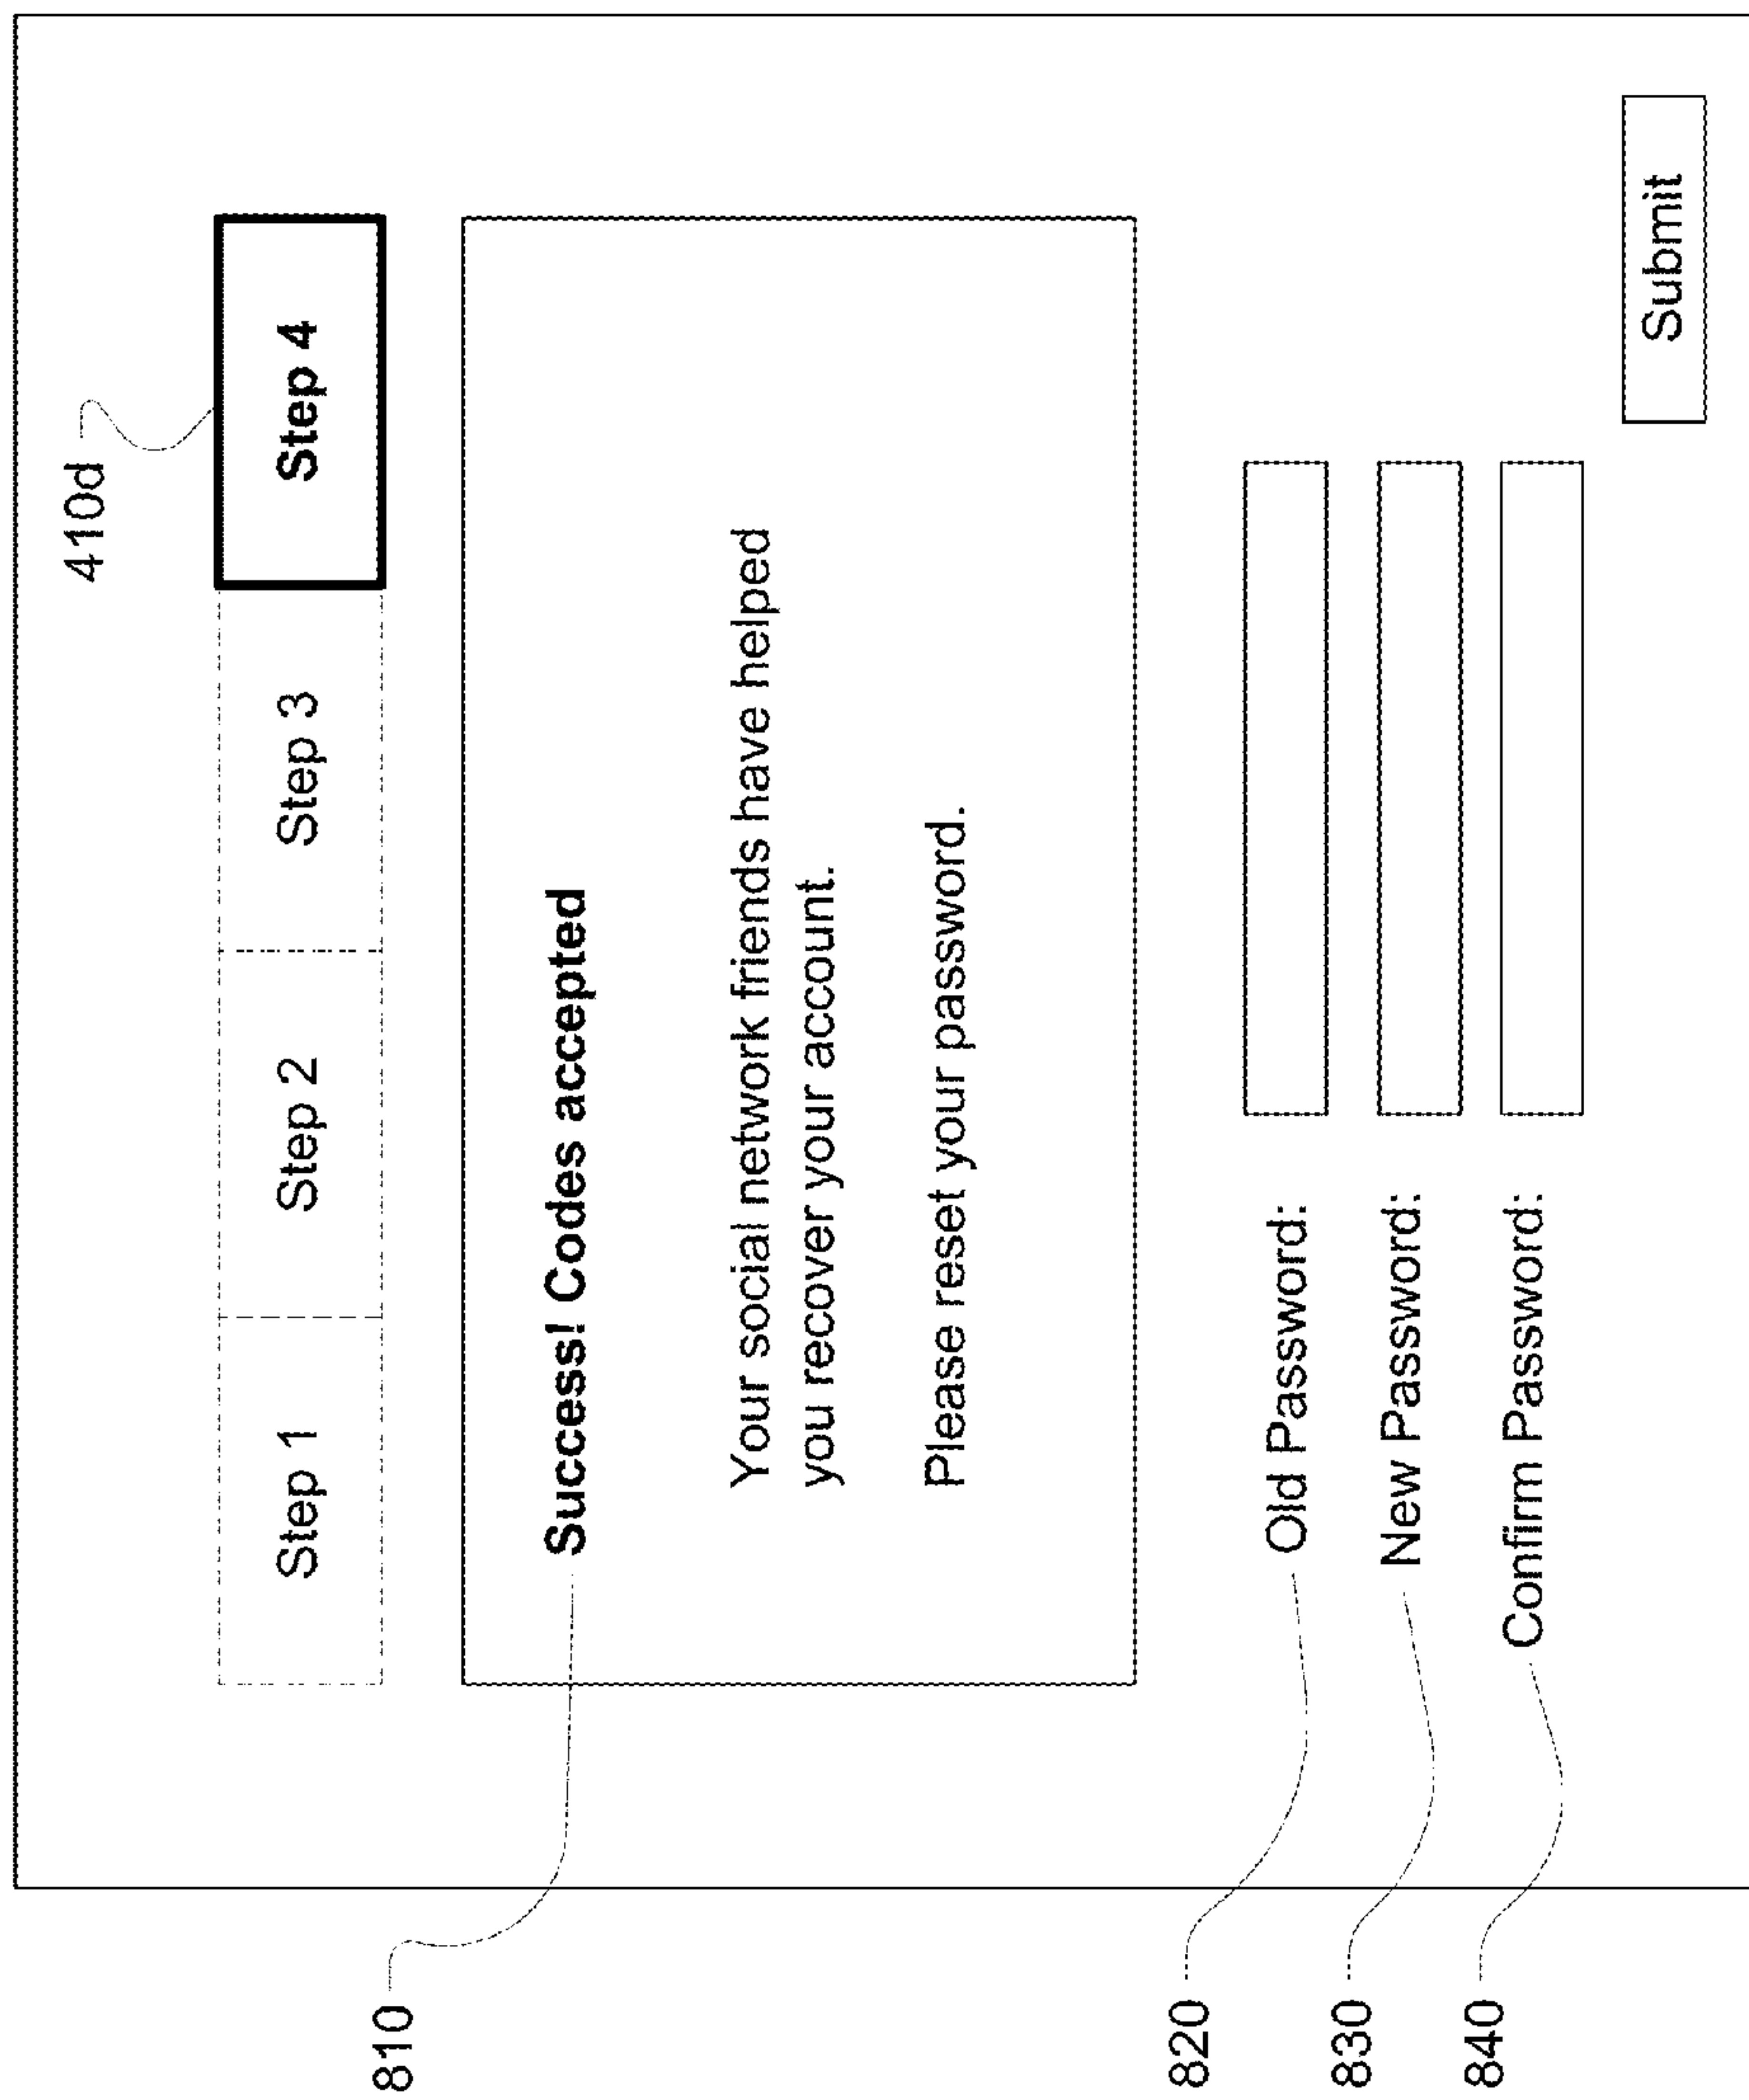 410d
Step 1 Step 2 Step 3 Step 4
810
Success! Codes accepted
Your social network friends have helped
you recover your account.
Please reset your password.
820 Old Password:
830 New Password:
840 Confirm Password:
Submit